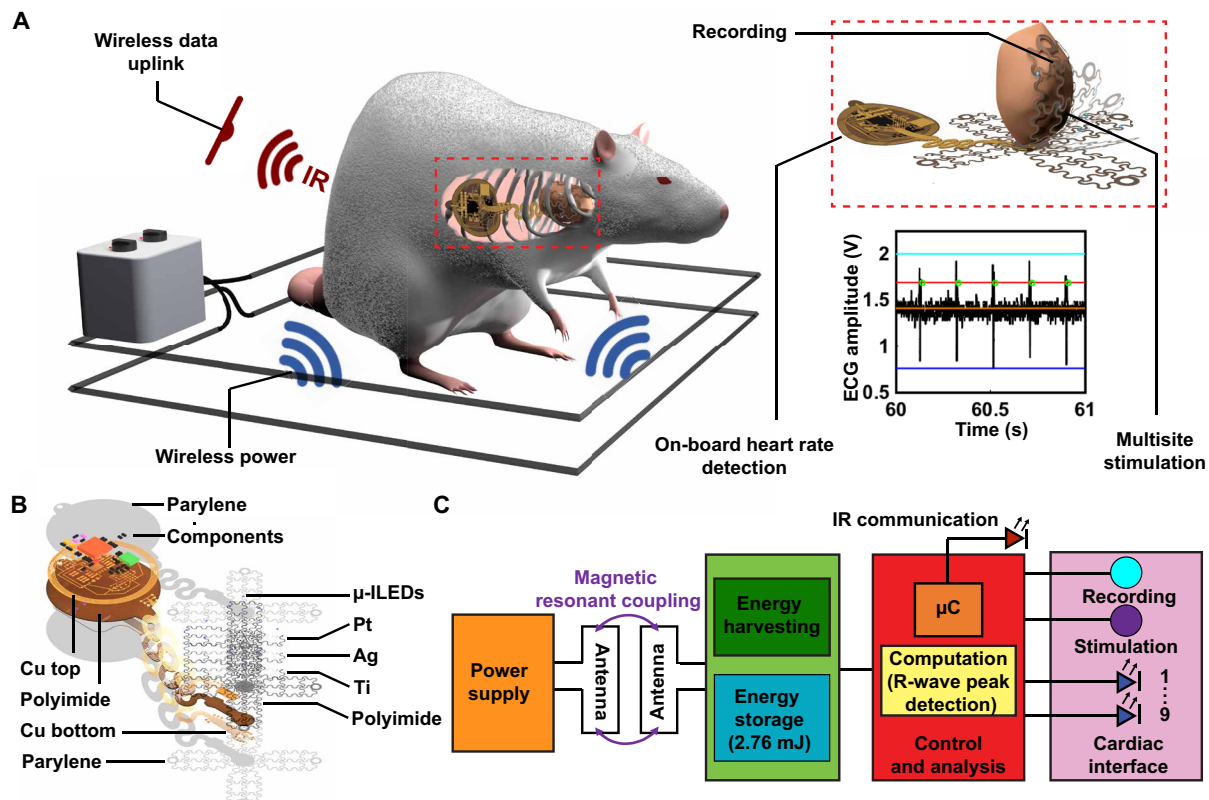 A
Wireless data
uplink
IR
Wireless power
Recording
ECG amplitude (V)
2
1.5
1
0.5
60
60.5
61
Time (s)
On-board heart rate
detection
Multisite
stimulation
B
Parylene
Components
µ-ILEDs
Pt
Ag
Ti
Polyimide
Cu top
Polyimide
Cu bottom
Parylene
C
IR communication
Magnetic
resonant coupling
Power
supply
Antenna
Antenna
Energy
harvesting
Energy
storage
(2.76 mJ)
µC
Computation
(R-wave peak
detection)
Control
and analysis
Recording
Stimulation
1
9
Cardiac
interface